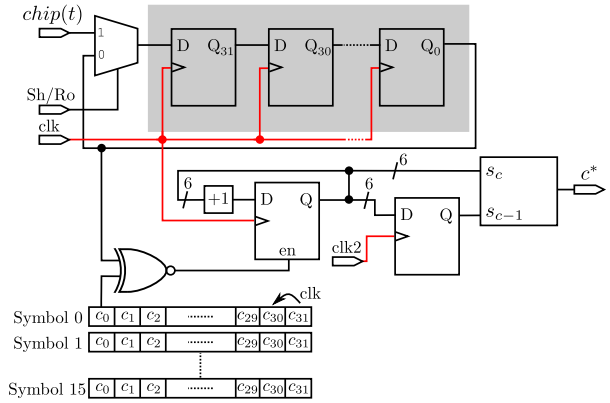 chip(t)
1
0
D Q31
D Q30
D Q0
Sh/Ro
clk
6
6
6
+1
D Q
en
sc
sc−1
c*
D Q
clk2
clk
Symbol 0 c0 c1 c2 ........ c29 c30 c31
Symbol 1 c0 c1 c2 ........ c29 c30 c31
Symbol 15 c0 c1 c2 ........ c29 c30 c31